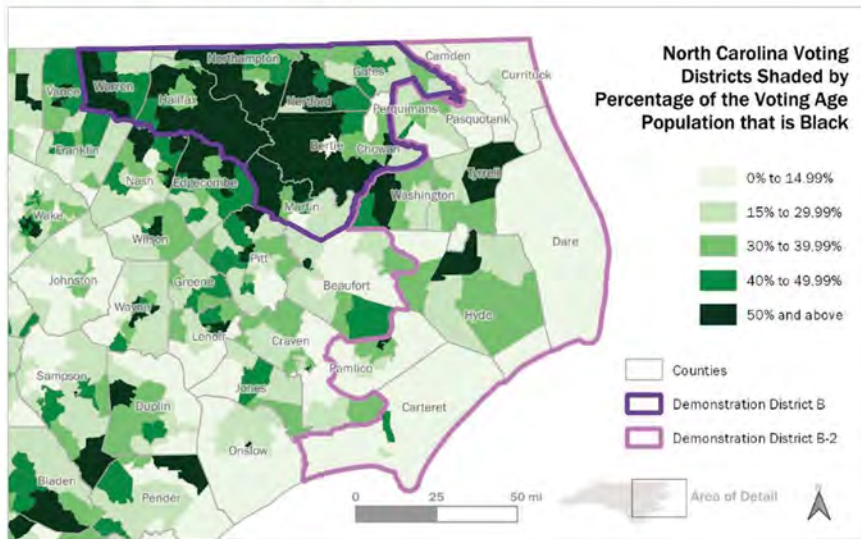 North Carolina Voting
Districts Shaded by
Percentage of the Voting Age
Population that is Black
0% to 14.99%
15% to 29.99%
30% to 39.99%
40% to 49.99%
50% and above
Counties
Demonstration District B
Demonstration District B-2
Area of Detail
N
0 25 50 mi
Camden
Currituck
Northampton
Gates
Vance
Warren
Halifax
Hertford
Perquimans
Pasquotank
Franklin
Bertie
Chowan
Nash
Edgecombe
Martin
Washington
Tyrrell
Wake
Wilson
Dare
Pitt
Johnston
Greene
Beaufort
Wayne
Hyde
Lenoir
Craven
Pamlico
Sampson
Jones
Duplin
Carteret
Onslow
Bladen
Pender